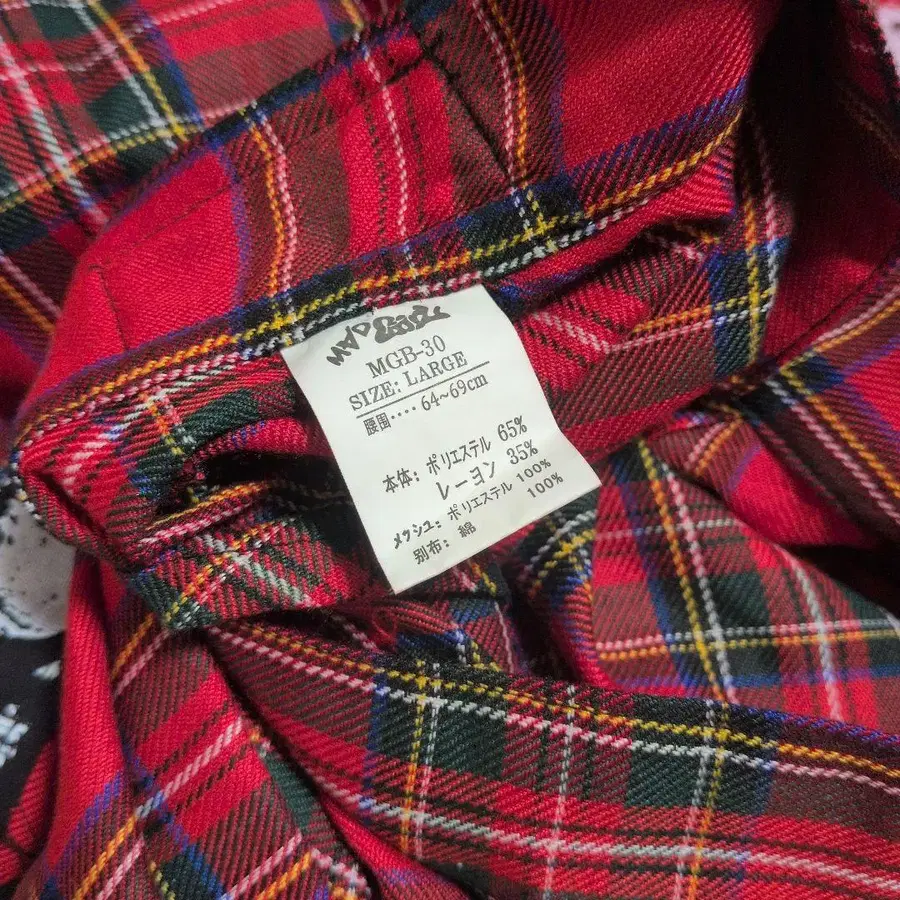 MGB-30
SIZE: LARGE
腰囲‥‥64~69cm
本体: ポリエステル 65%
レーヨン 35%
メッシュ: ポリエステル 100%
別布: 綿 100%